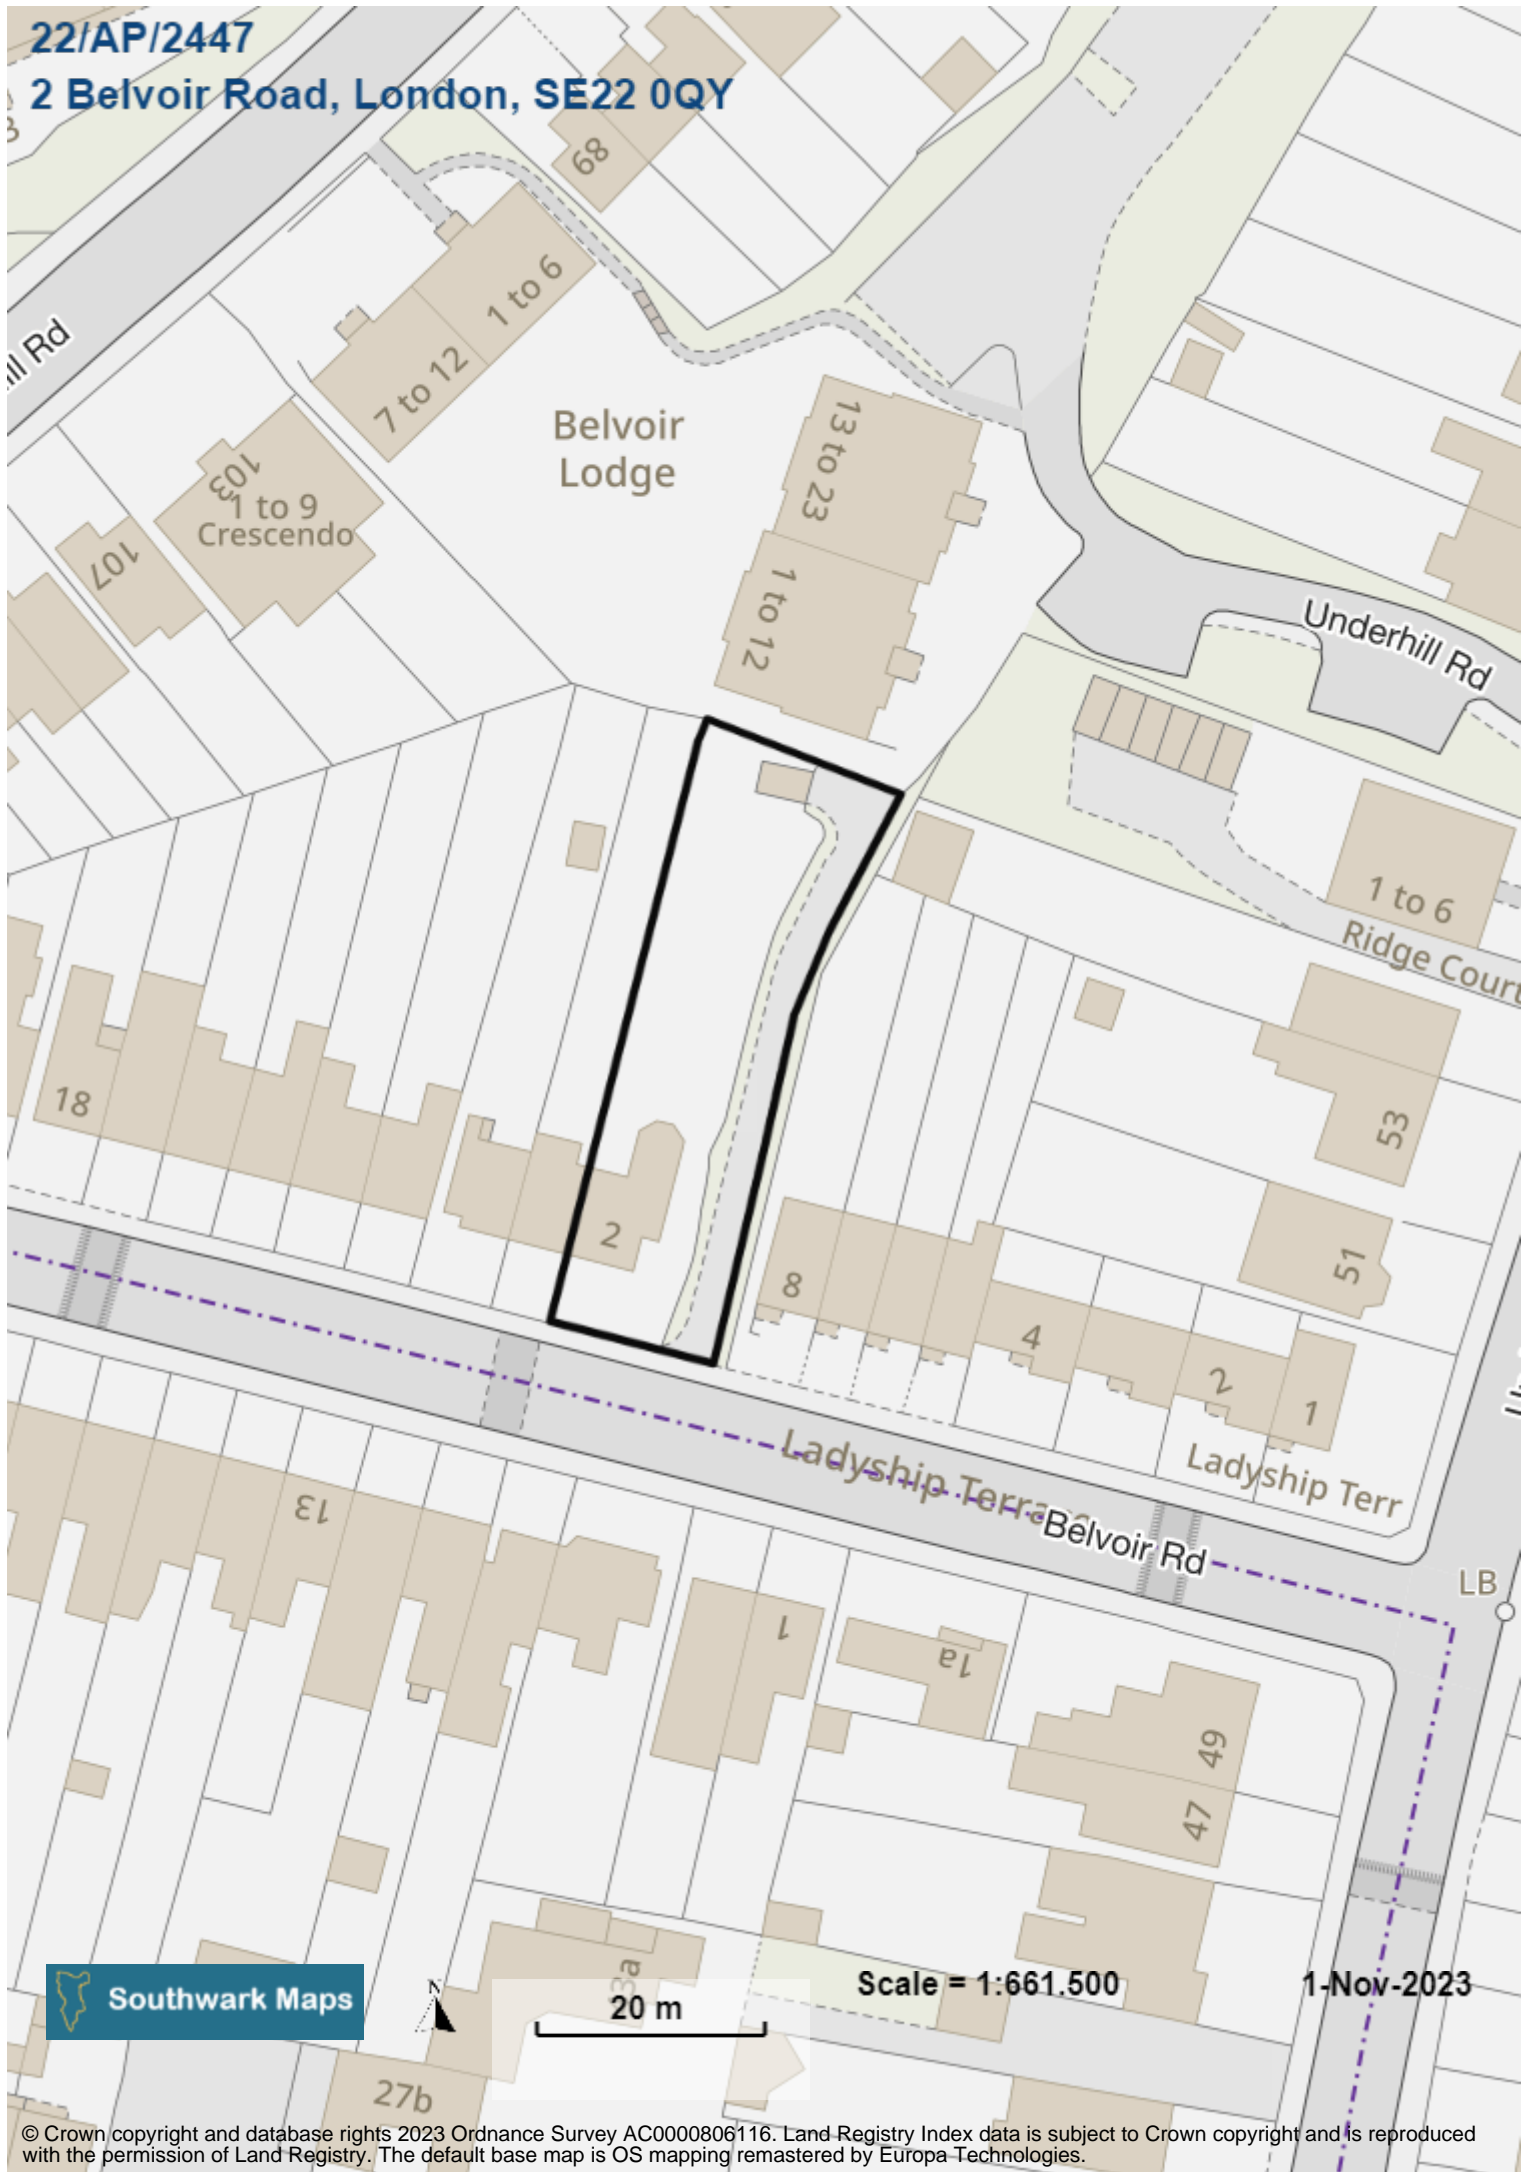 22/AP/2447
2 Belvoir Road, London, SE22 0QY
68
1 to 6
7 to 12
ill Rd
Belvoir
Lodge
13 to 23
103
1 to 9
Crescendo
107
1 to 12
Underhill Rd
1 to 6
Ridge Court
18
2
53
8
51
4
2
1
Ladyship Terr
Ladyship Terrac
Belvoir Rd
13
LB
1
1a
49
47
3a
Southwark Maps
N
20 m
Scale = 1:661.500
1-Nov-2023
27b
© Crown copyright and database rights 2023 Ordnance Survey AC0000806116. Land Registry Index data is subject to Crown copyright and is reproduced
with the permission of Land Registry. The default base map is OS mapping remastered by Europa Technologies.